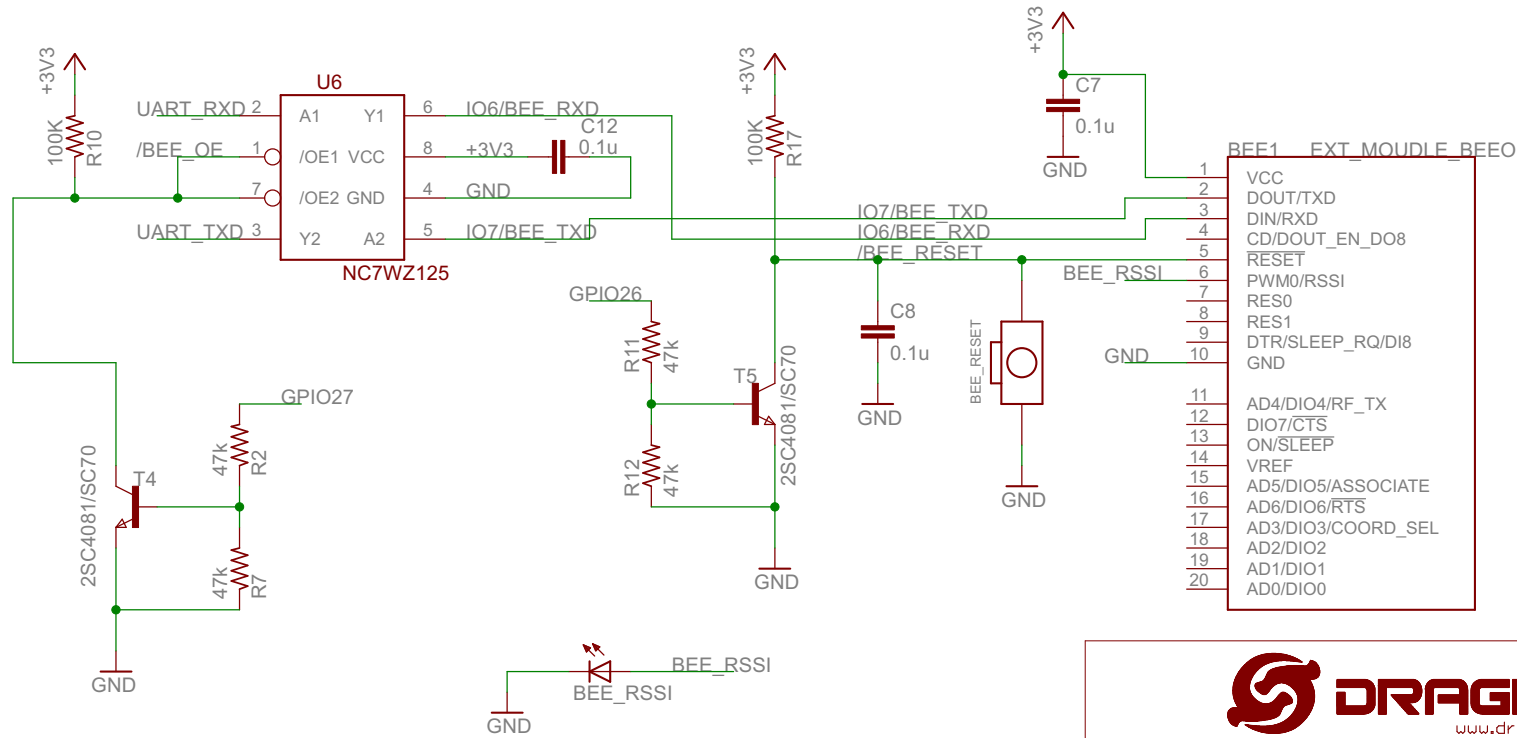 +3V3
100K
R10
U6
UART_RXD 2 A1 Y1 6 IO6/BEE_RXD
/BEE_OE 1 /OE1 VCC 8 +3V3
7 /OE2 GND 4 GND
UART_TXD 3 Y2 A2 5 IO7/BEE_TXD
NC7WZ125
C12
0.1u
+3V3
100K
R17
+3V3
C7
0.1u
GND
BEE1 EXT_MOUDLE_BEEO
1 VCC
IO7/BEE_TXD 2 DOUT/TXD
IO6/BEE_RXD 3 DIN/RXD
4 CD/DOUT_EN_DO8
/BEE_RESET 5 RESET
BEE_RSSI 6 PWM0/RSSI
7 RES0
8 RES1
9 DTR/SLEEP_RQ/DI8
GND 10 GND
11 AD4/DIO4/RF_TX
12 DIO7/CTS
13 ON/SLEEP
14 VREF
15 AD5/DIO5/ASSOCIATE
16 AD6/DIO6/RTS
17 AD3/DIO3/COORD_SEL
18 AD2/DIO2
19 AD1/DIO1
20 AD0/DIO0
GPIO26
R11
47k
R12
47k
T5
2SC4081/SC70
GND
C8
0.1u
GND
BEE_RESET
GND
GPIO27
47k
R2
47k
R7
T4
2SC4081/SC70
GND
BEE_RSSI
BEE_RSSI
GND
DRAG
www.dr